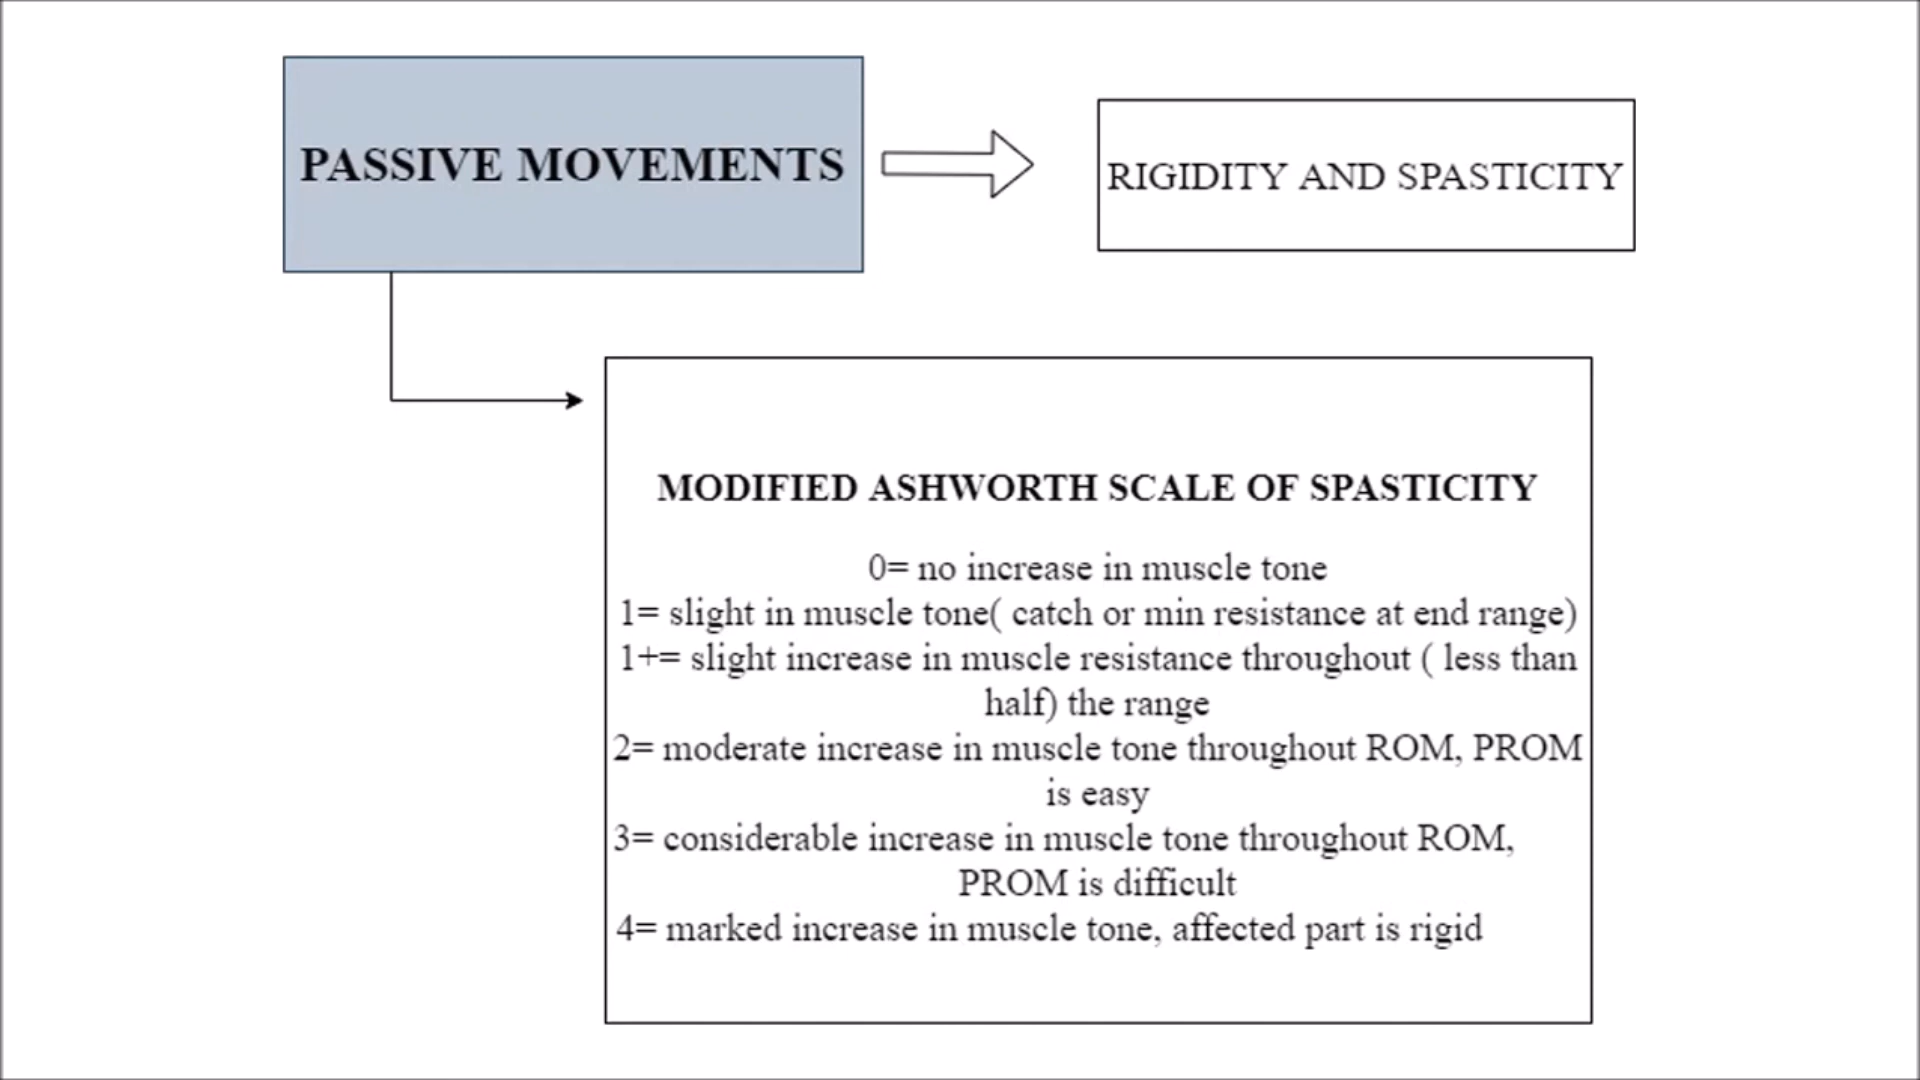 PASSIVE MOVEMENTS
RIGIDITY AND SPASTICITY
MODIFIED ASHWORTH SCALE OF SPASTICITY
0= no increase in muscle tone
1= slight in muscle tone( catch or min resistance at end range)
1+= slight increase in muscle resistance throughout ( less than
half) the range
2= moderate increase in muscle tone throughout ROM, PROM
is easy
3= considerable increase in muscle tone throughout ROM,
PROM is difficult
4= marked increase in muscle tone, affected part is rigid